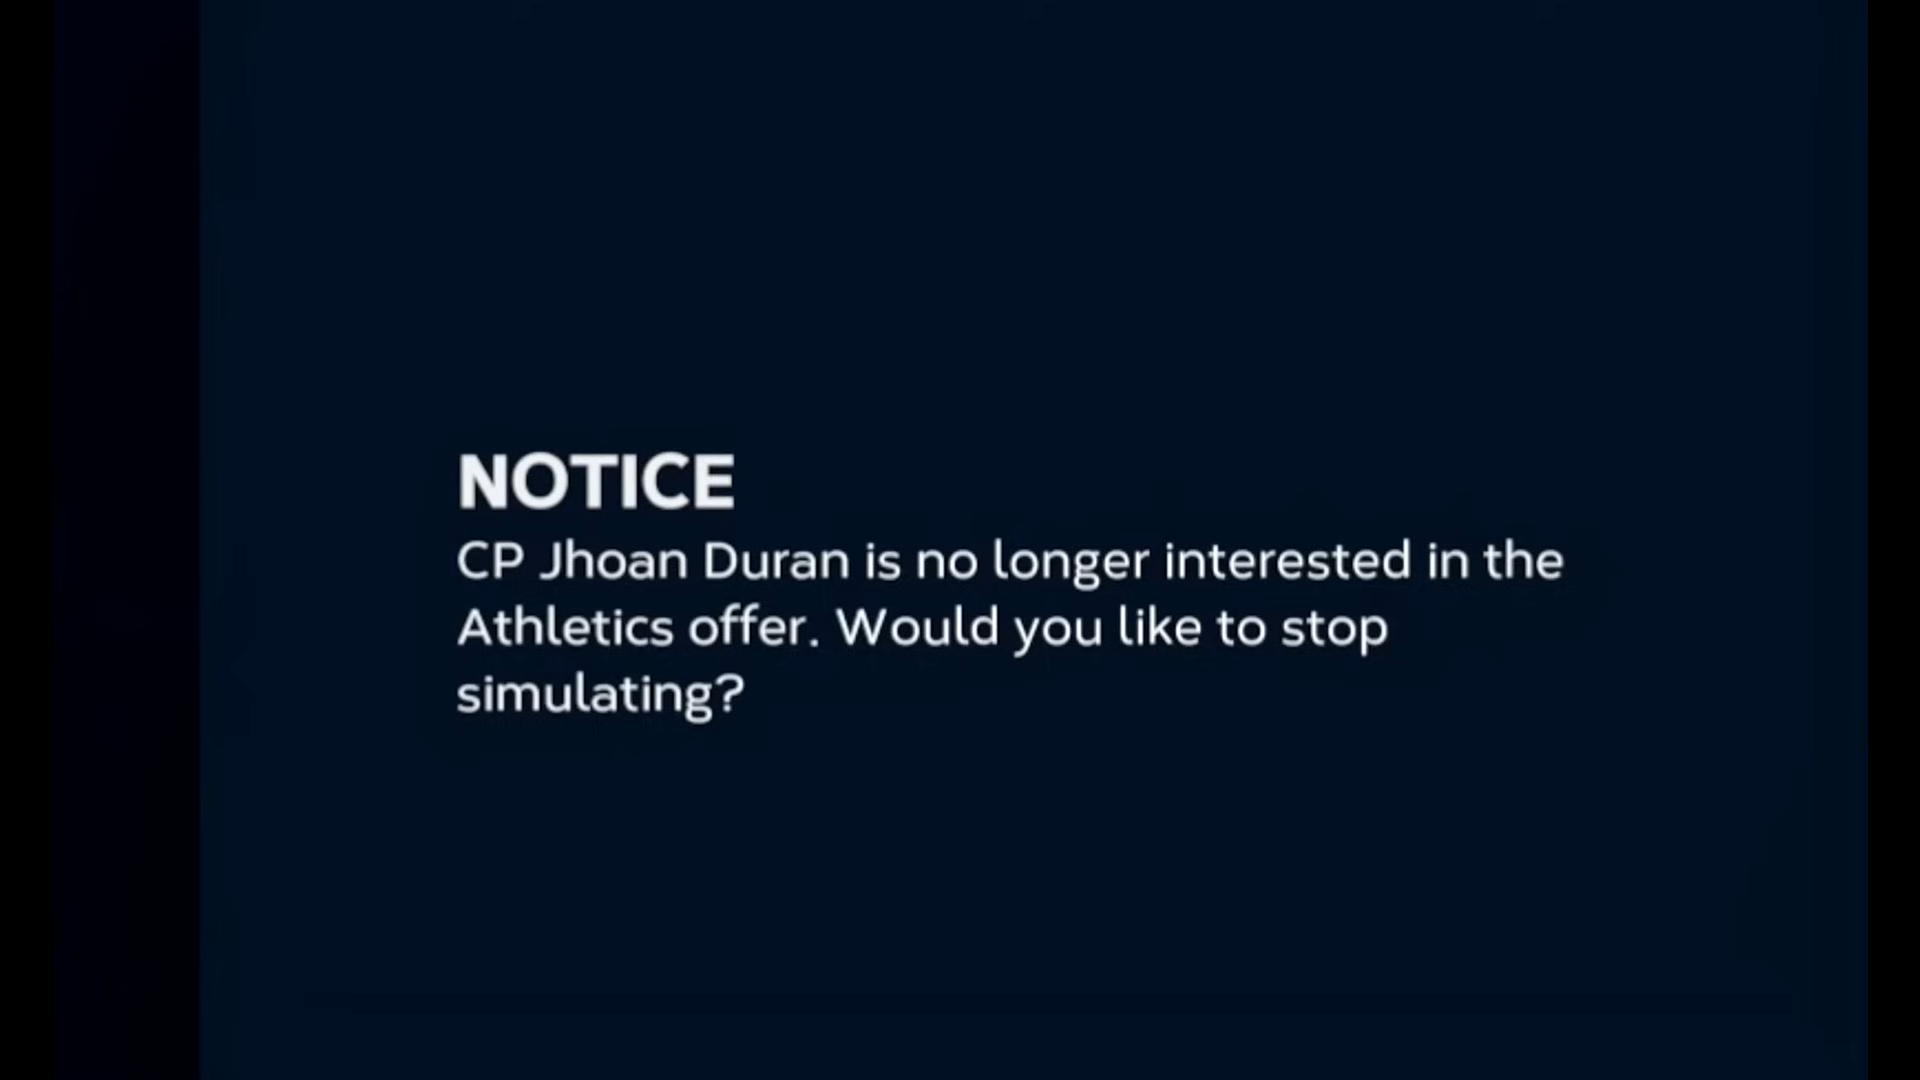 NOTICE
CP Jhoan Duran is no longer interested in the
Athletics offer. Would you like to stop
simulating?